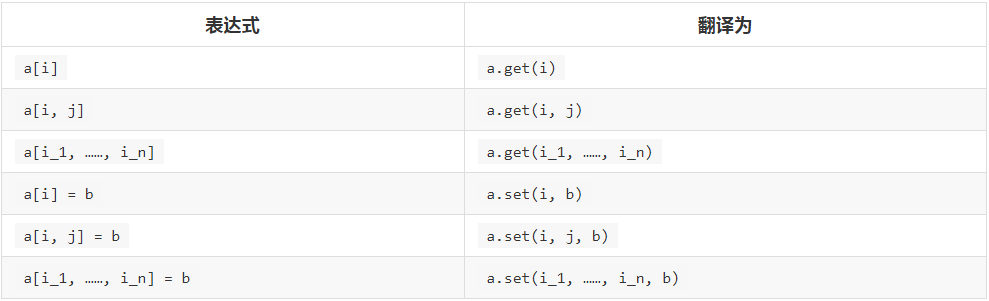 表达式 翻译为
a[i] a.get(i)
a[i, j] a.get(i, j)
a[i_1, ……, i_n] a.get(i_1, ……, i_n)
a[i] = b a.set(i, b)
a[i, j] = b a.set(i, j, b)
a[i_1, ……, i_n] = b a.set(i_1, ……, i_n, b)